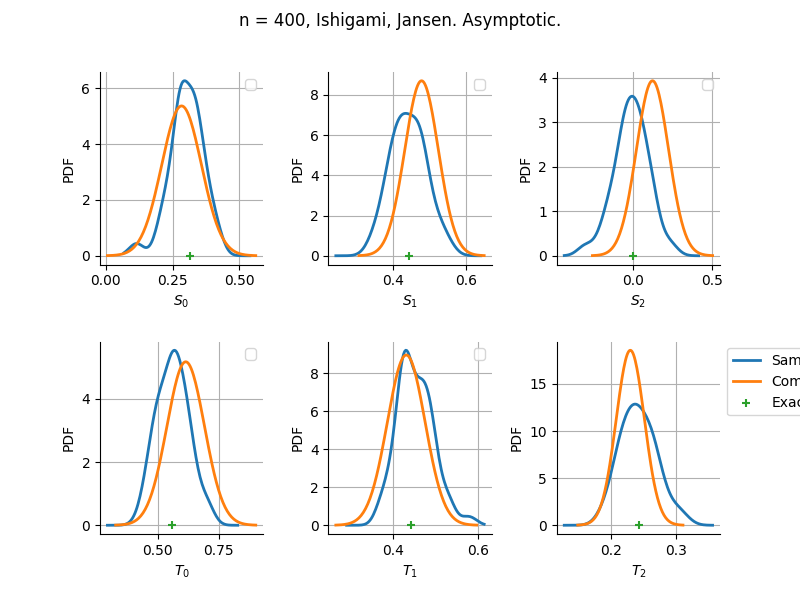 n = 400, Ishigami, Jansen. Asymptotic.
PDF
6
4
2
0
0.00 0.25 0.50
S₀
PDF
8
6
4
2
0
0.4 0.6
S₁
PDF
4
3
2
1
0
0.0 0.5
S₂
PDF
4
2
0
0.50 0.75
T₀
PDF
8
6
4
2
0
0.4 0.6
T₁
PDF
15
10
5
0
0.2 0.3
T₂
Sam
Com
Exac